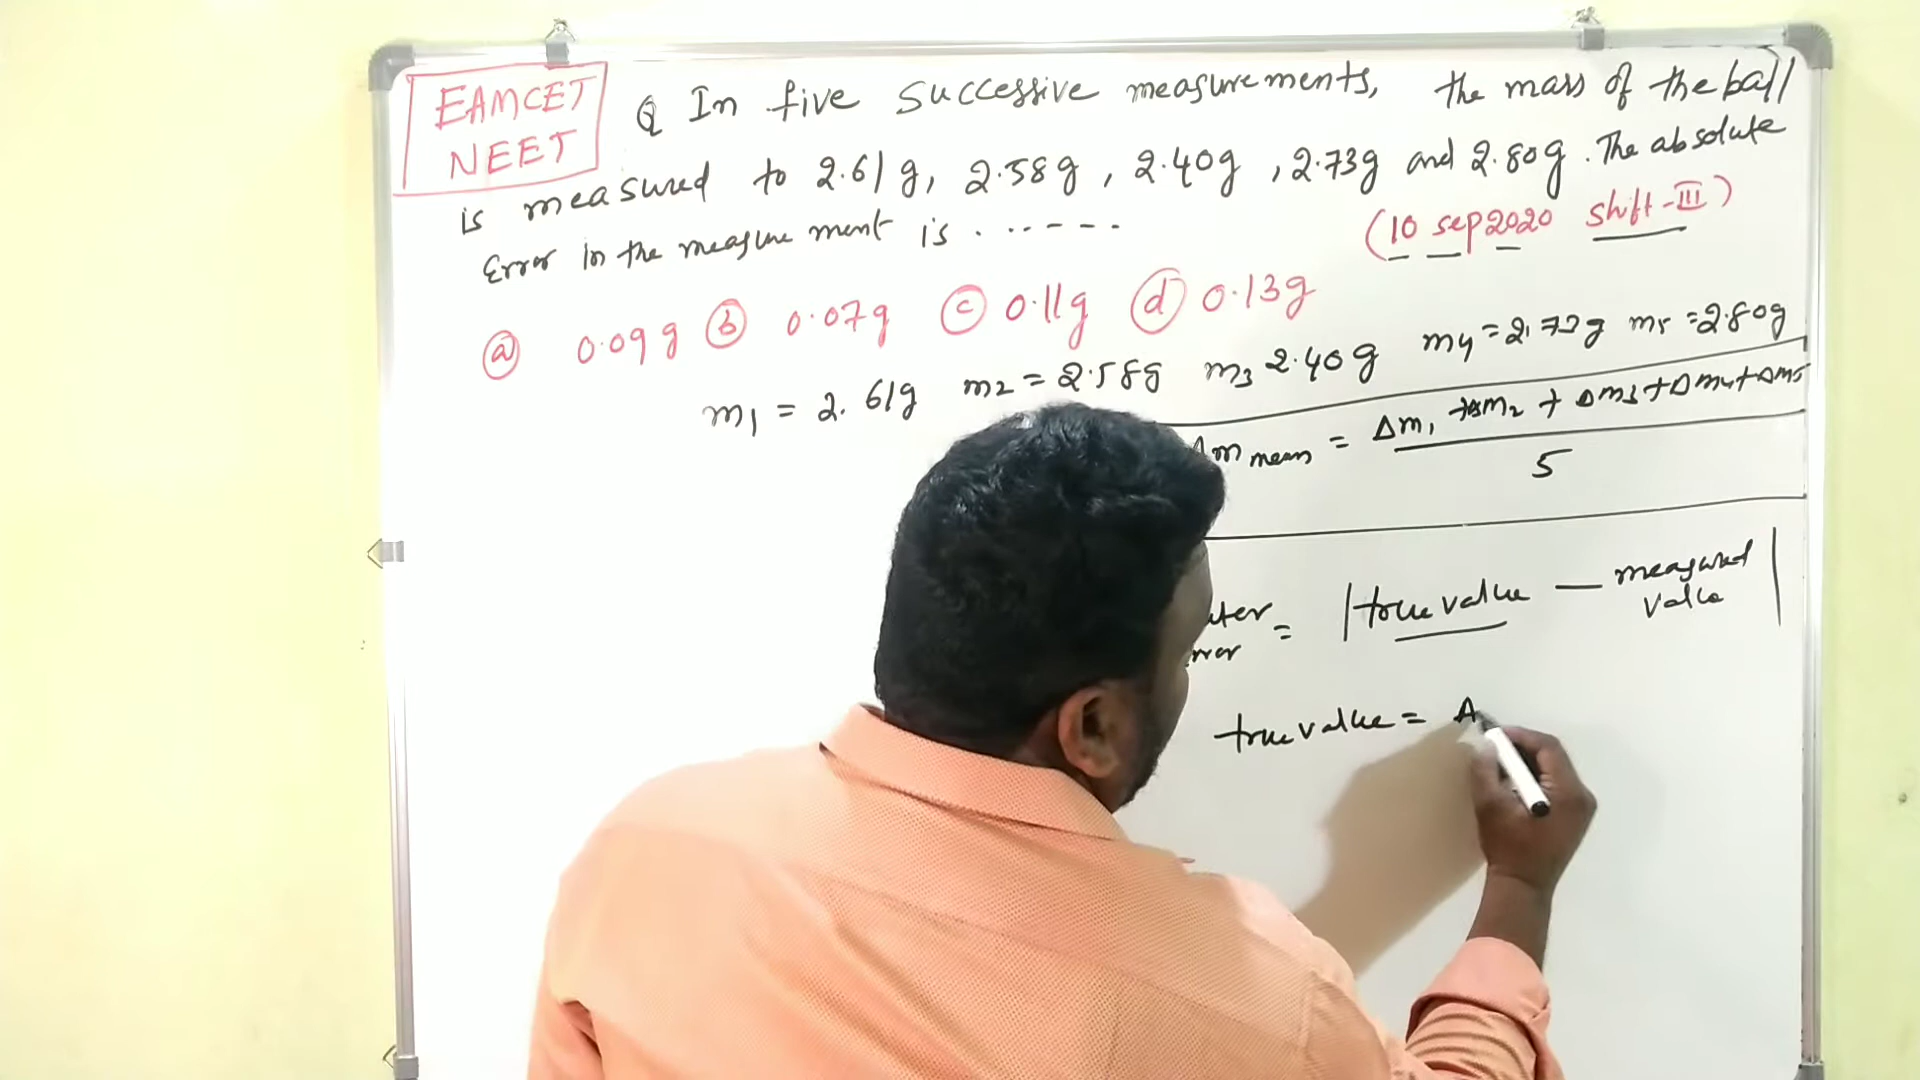 EAMCET
NEET
Q In five successive measurements, the mass of the ball
is measured to 2.61g, 2.58g, 2.40g, 2.73g and 2.80g. The absolute
Error in the measurement is . . . . - - -
(10 sep 2020 shift-III)
a 0.09g b 0.07g c 0.11g d 0.13g
m1 = 2.61g m2 = 2.58g m3 2.40g m4 = 2.73g m5 = 2.80g
m mean = Δm1 + Δm2 + Δm3 + Δm4 + Δm5
5
= |true value — measured value|
true value = A